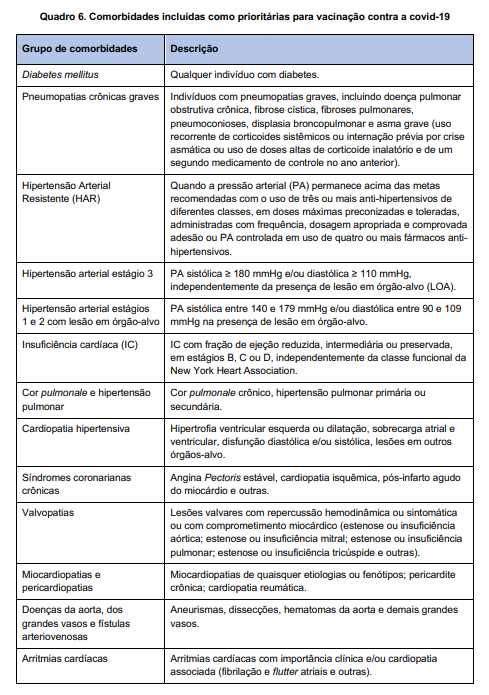 Quadro 6. Comorbidades incluídas como prioritárias para vacinação contra a covid-19
Grupo de comorbidades
Descrição
Diabetes mellitus
Qualquer indivíduo com diabetes.
Pneumopatias crônicas graves
Indivíduos com pneumopatias graves, incluindo doença pulmonar
obstrutiva crônica, fibrose cística, fibroses pulmonares,
pneumoconioses, displasia broncopulmonar e asma grave (uso
recorrente de corticoides sistêmicos ou internação prévia por crise
asmática ou uso de doses altas de corticoide inalatório e de um
segundo medicamento de controle no ano anterior).
Hipertensão Arterial
Resistente (HAR)
Quando a pressão arterial (PA) permanece acima das metas
recomendadas com o uso de três ou mais anti-hipertensivos de
diferentes classes, em doses máximas preconizadas e toleradas,
administradas com frequência, dosagem apropriada e comprovada
adesão ou PA controlada em uso de quatro ou mais fármacos anti-
hipertensivos.
Hipertensão arterial estágio 3
PA sistólica ≥ 180 mmHg e/ou diastólica ≥ 110 mmHg,
independentemente da presença de lesão em órgão-alvo (LOA).
Hipertensão arterial estágios
1 e 2 com lesão em órgão-alvo
PA sistólica entre 140 e 179 mmHg e/ou diastólica entre 90 e 109
mmHg na presença de lesão em órgão-alvo.
Insuficiência cardíaca (IC)
IC com fração de ejeção reduzida, intermediária ou preservada,
em estágios B, C ou D, independentemente da classe funcional da
New York Heart Association.
Cor pulmonale e hipertensão
pulmonar
Cor pulmonale crônico, hipertensão pulmonar primária ou
secundária.
Cardiopatia hipertensiva
Hipertrofia ventricular esquerda ou dilatação, sobrecarga atrial e
ventricular, disfunção diastólica e/ou sistólica, lesões em outros
órgãos-alvo.
Síndromes coronarianas
crônicas
Angina Pectoris estável, cardiopatia isquêmica, pós-infarto agudo
do miocárdio e outras.
Valvopatias
Lesões valvares com repercussão hemodinâmica ou sintomática
ou com comprometimento miocárdico (estenose ou insuficiência
aórtica; estenose ou insuficiência mitral; estenose ou insuficiência
pulmonar; estenose ou insuficiência tricúspide e outras).
Miocardiopatias e
pericardiopatias
Miocardiopatias de quaisquer etiologias ou fenótipos; pericardite
crônica; cardiopatia reumática.
Doenças da aorta, dos
grandes vasos e fístulas
arteriovenosas
Aneurismas, dissecções, hematomas da aorta e demais grandes
vasos.
Arritmias cardíacas
Arritmias cardíacas com importância clínica e/ou cardiopatia
associada (fibrilação e flutter atriais e outras).